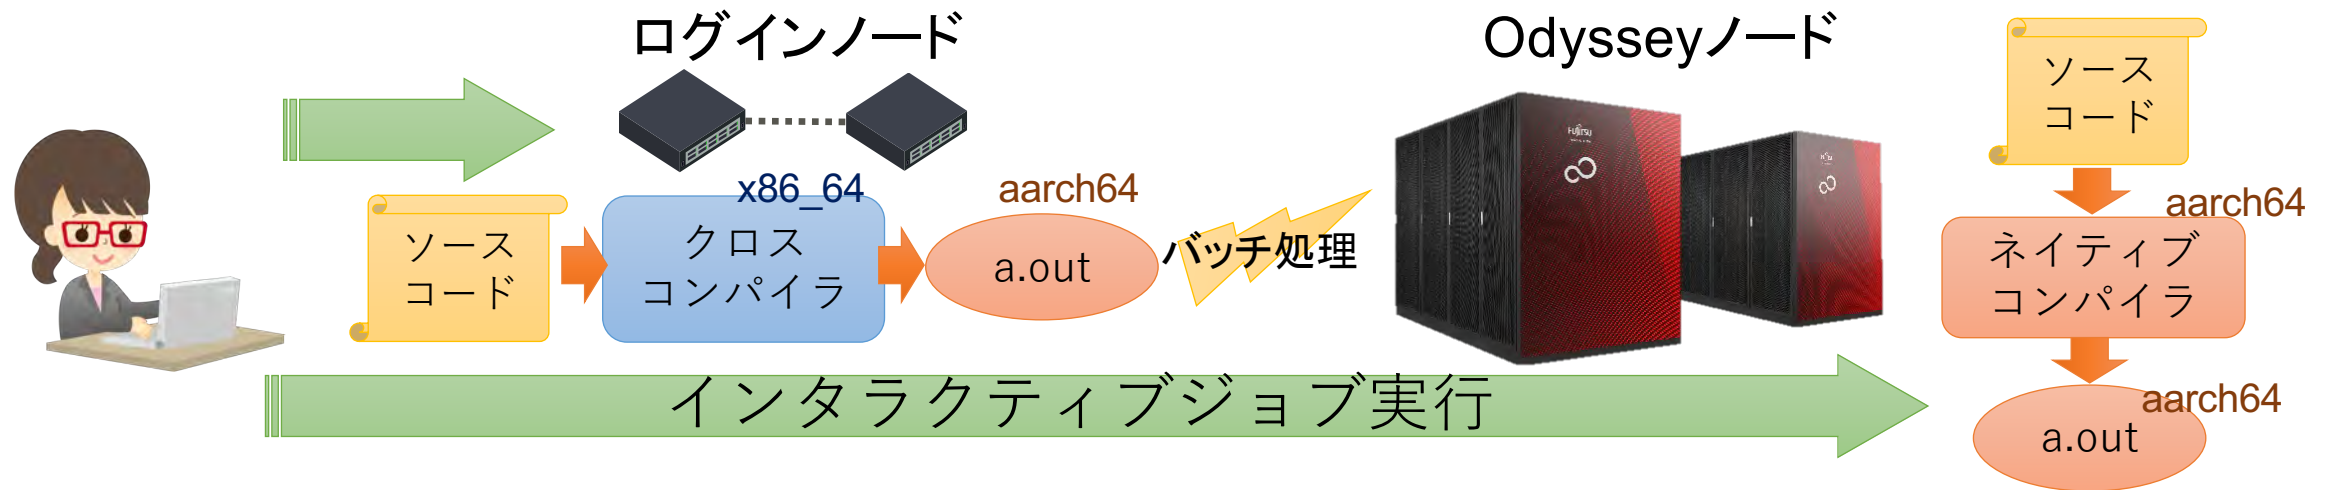 ログインノード
Odysseyノード
ソース
コード
FUJITSU
x86_64
aarch64
aarch64
ソース
コード
クロス
コンパイラ
a.out
バッチ処理
ネイティブ
コンパイラ
インタラクティブジョブ実行
aarch64
a.out